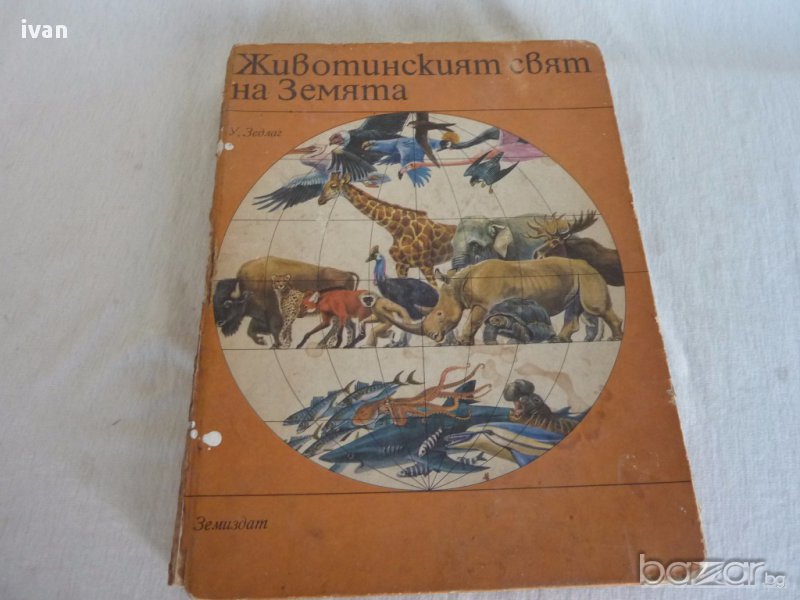 ivan
Животинският свят
на Земята
У. Зедлаг
Земиздат
bazar.bg